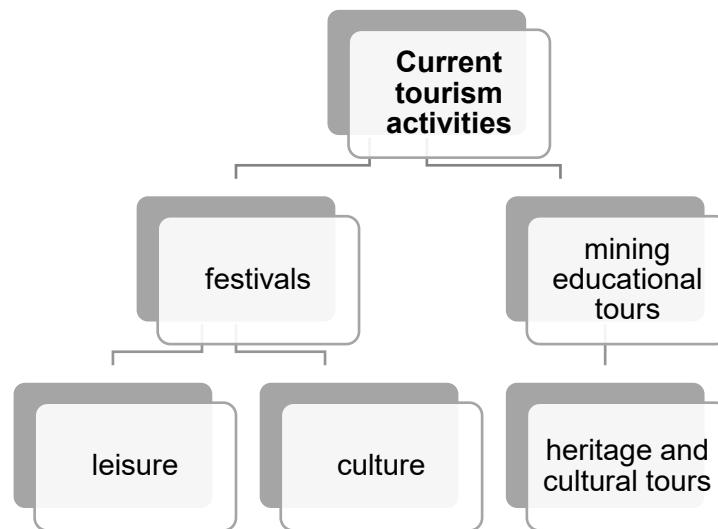 Current
tourism
activities
festivals
mining
educational
tours
leisure
culture
heritage and
cultural tours